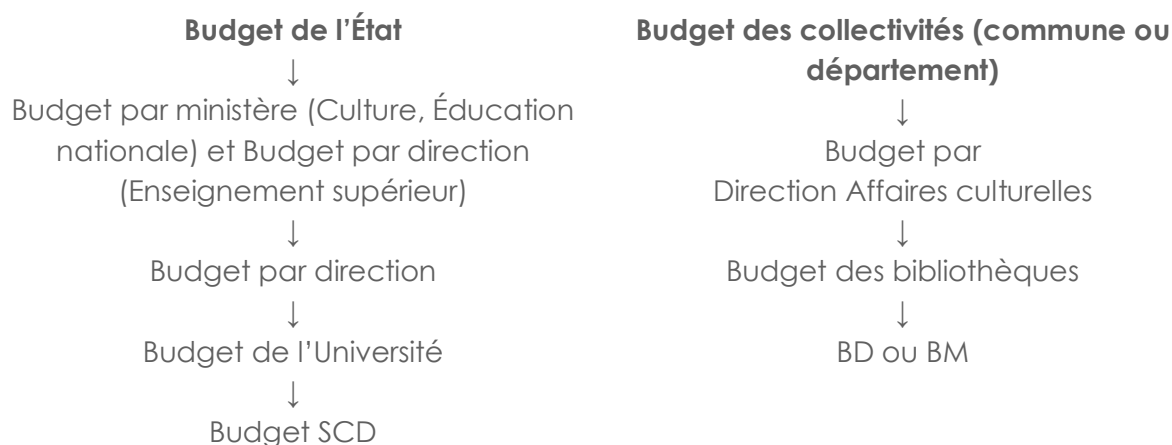 Budget de l’État
↓
Budget par ministère (Culture, Éducation
nationale) et Budget par direction
(Enseignement supérieur)
↓
Budget par direction
↓
Budget de l’Université
↓
Budget SCD
Budget des collectivités (commune ou
département)
↓
Budget par
Direction Affaires culturelles
↓
Budget des bibliothèques
↓
BD ou BM